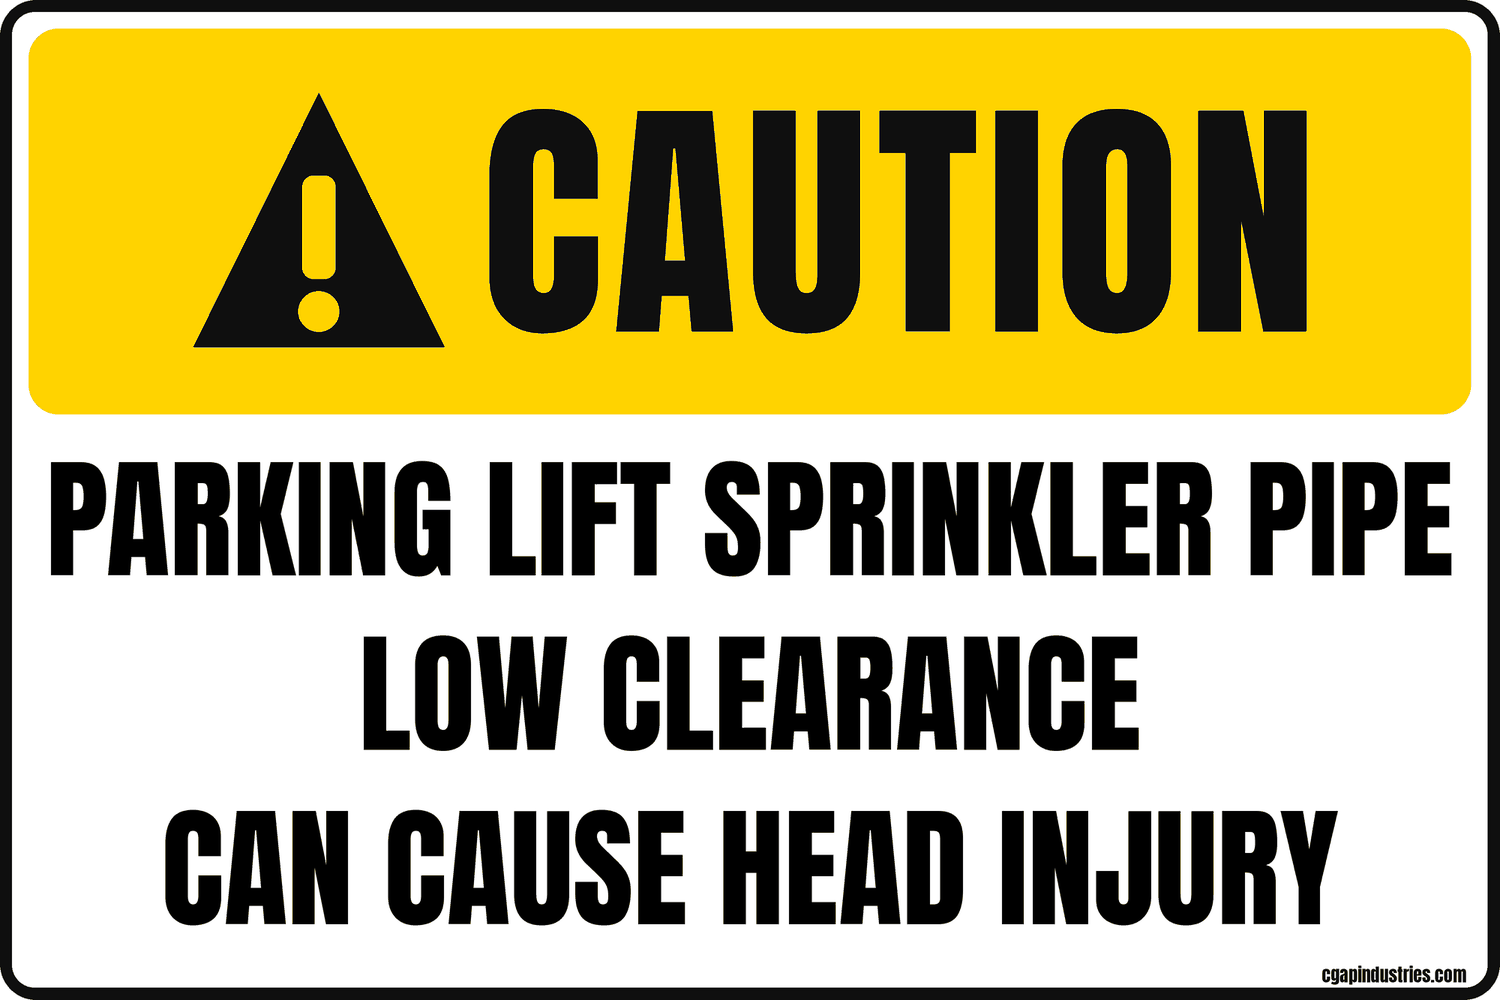 CAUTION
PARKING LIFT SPRINKLER PIPE
LOW CLEARANCE
CAN CAUSE HEAD INJURY
cgapindustries.com